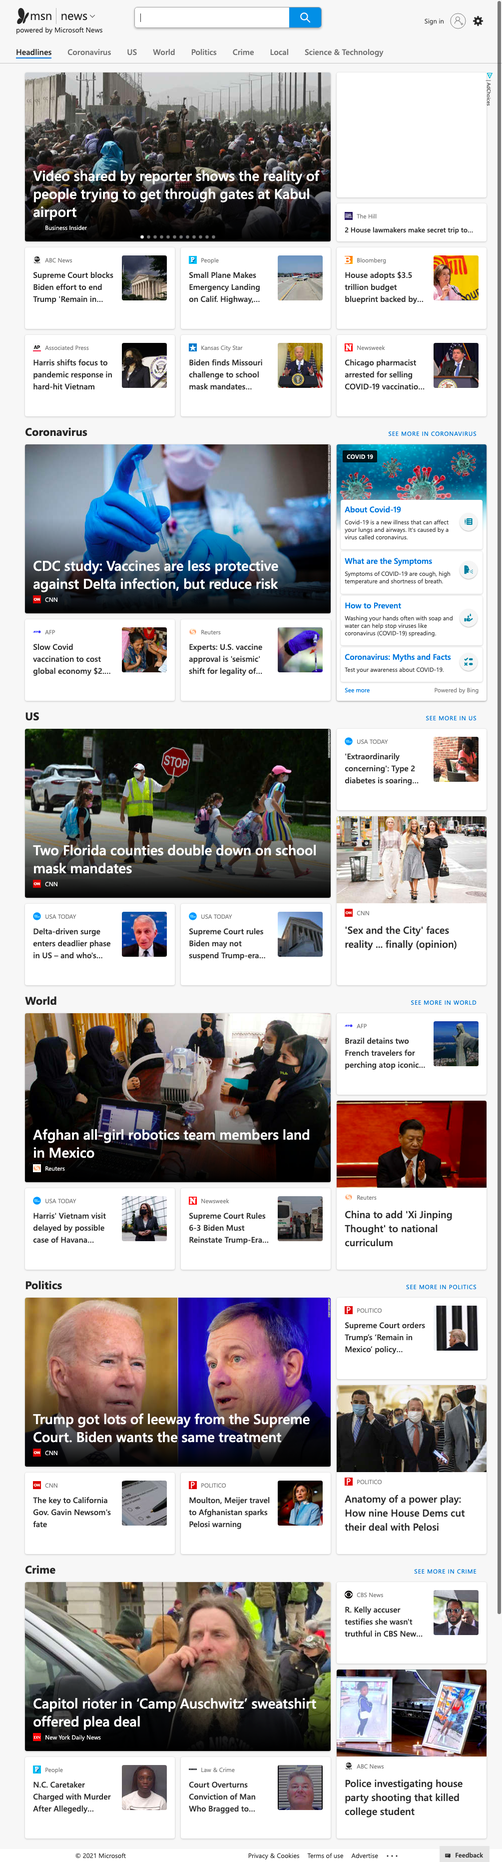 msn news
powered by Microsoft News
Sign in
Headlines
Coronavirus
US
World
Politics
Crime
Local
Science & Technology
Video shared by reporter shows the reality of
people trying to get through gates at Kabul
airport
Business Insider
AdChoices
The Hill
2 House lawmakers make secret trip to...
ABC News
Supreme Court blocks
Biden effort to end
Trump 'Remain in...
People
Small Plane Makes
Emergency Landing
on Calif. Highway,...
Bloomberg
House adopts $3.5
trillion budget
blueprint backed by...
AP
Associated Press
Harris shifts focus to
pandemic response in
hard-hit Vietnam
Kansas City Star
Biden finds Missouri
challenge to school
mask mandates...
Newsweek
Chicago pharmacist
arrested for selling
COVID-19 vaccinatio...
Coronavirus
SEE MORE IN CORONAVIRUS
CDC study: Vaccines are less protective
against Delta infection, but reduce risk
CNN
COVID 19
About Covid-19
Covid-19 is a new illness that can affect
your lungs and airways. It's caused by a
virus called coronavirus.
What are the Symptoms
Symptoms of COVID-19 are cough, high
temperature and shortness of breath.
How to Prevent
Washing your hands often with soap and
water can help stop viruses like
coronavirus (COVID-19) spreading.
Coronavirus: Myths and Facts
Test your awareness about COVID-19.
See more
Powered by Bing
AFP
Slow Covid
vaccination to cost
global economy $2....
Reuters
Experts: U.S. vaccine
approval is 'seismic'
shift for legality of...
US
SEE MORE IN US
STOP
Two Florida counties double down on school
mask mandates
CNN
USA TODAY
'Extraordinarily
concerning': Type 2
diabetes is soaring...
CNN
'Sex and the City' faces
reality ... finally (opinion)
USA TODAY
Delta-driven surge
enters deadlier phase
in US – and who's...
USA TODAY
Supreme Court rules
Biden may not
suspend Trump-era...
World
SEE MORE IN WORLD
Afghan all-girl robotics team members land
in Mexico
Reuters
AFP
Brazil detains two
French travelers for
perching atop iconic...
Reuters
China to add 'Xi Jinping
Thought' to national
curriculum
USA TODAY
Harris' Vietnam visit
delayed by possible
case of Havana...
Newsweek
Supreme Court Rules
6-3 Biden Must
Reinstate Trump-Era...
Politics
SEE MORE IN POLITICS
Trump got lots of leeway from the Supreme
Court. Biden wants the same treatment
CNN
POLITICO
Supreme Court orders
Trump's 'Remain in
Mexico' policy...
POLITICO
Anatomy of a power play:
How nine House Dems cut
their deal with Pelosi
CNN
The key to California
Gov. Gavin Newsom's
fate
POLITICO
Moulton, Meijer travel
to Afghanistan sparks
Pelosi warning
Crime
SEE MORE IN CRIME
Capitol rioter in 'Camp Auschwitz' sweatshirt
offered plea deal
New York Daily News
CBS News
R. Kelly accuser
testifies she wasn't
truthful in CBS New...
ABC News
Police investigating house
party shooting that killed
college student
People
N.C. Caretaker
Charged with Murder
After Allegedly...
Law & Crime
Court Overturns
Conviction of Man
Who Bragged to...
© 2021 Microsoft
Privacy & Cookies
Terms of use
Advertise
...
Feedback